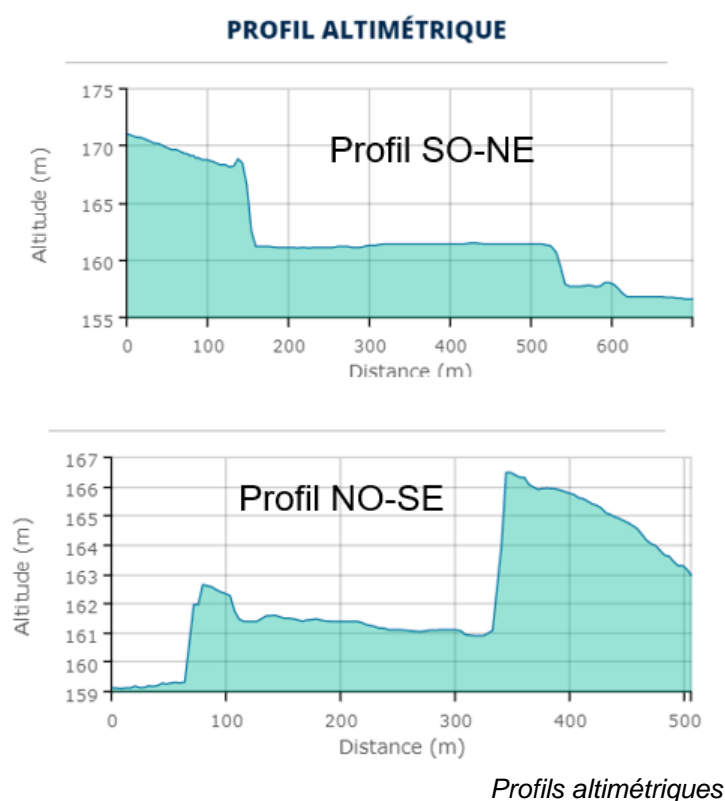 PROFIL ALTIMÉTRIQUE
175
170
165
160
155
Altitude (m)
Profil SO-NE
0 100 200 300 400 500 600
Distance (m)
167
166
165
164
163
162
161
160
159
Altitude (m)
Profil NO-SE
0 100 200 300 400 500
Distance (m)
Profils altimétriques